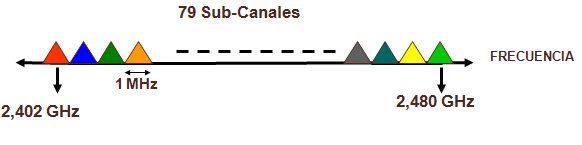 79 Sub-Canales
FRECUENCIA
1 MHz
2,402 GHz
2,480 GHz